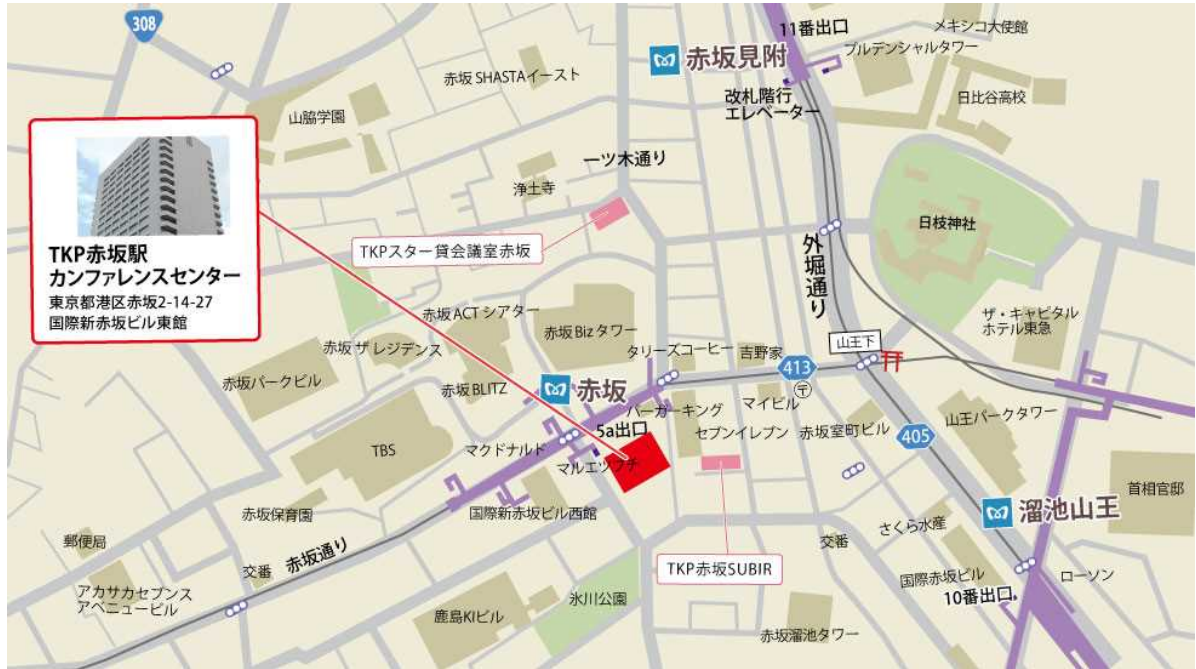 308
11番出口
メキシコ大使館
プルデンシャルタワー
赤坂見附
赤坂 SHASTAイースト
改札階行
エレベーター
日比谷高校
山脇学園
一ツ木通り
浄土寺
日枝神社
TKPスター貸会議室赤坂
外堀通り
TKP赤坂駅
カンファレンスセンター
東京都港区赤坂2-14-27
国際新赤坂ビル東館
赤坂 ACT シアター
赤坂 Biz タワー
ザ・キャピタル
ホテル東急
赤坂 ザ レジデンス
タリーズコーヒー
吉野家
山王下
413
〒
赤坂パークビル
赤坂 BLITZ
赤坂
バーガーキング
マイビル
5a出口
セブンイレブン
赤坂室町ビル
405
山王パークタワー
TBS
マクドナルド
マルエツプチ
首相官邸
赤坂保育園
国際新赤坂ビル西館
溜池山王
さくら水産
郵便局
赤坂通り
交番
交番
TKP赤坂SUBIR
国際赤坂ビル
ローソン
アカサカセブンス
アベニュービル
氷川公園
10番出口
鹿島KIビル
赤坂溜池タワー